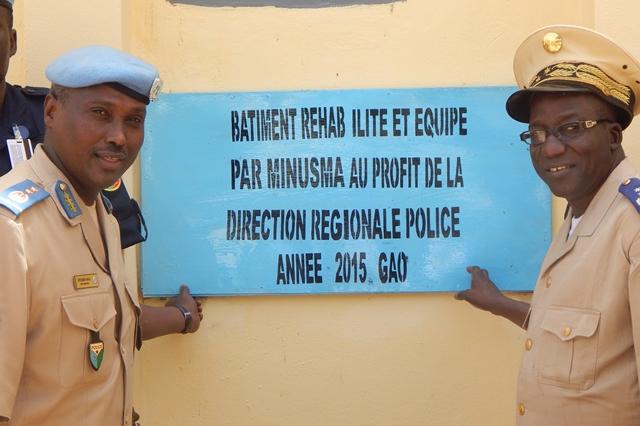 BATIMENT REHAB ILITE ET EQUIPE
PAR MINUSMA AU PROFIT DE LA
DIRECTION REGIONALE POLICE
ANNEE 2015 GAO